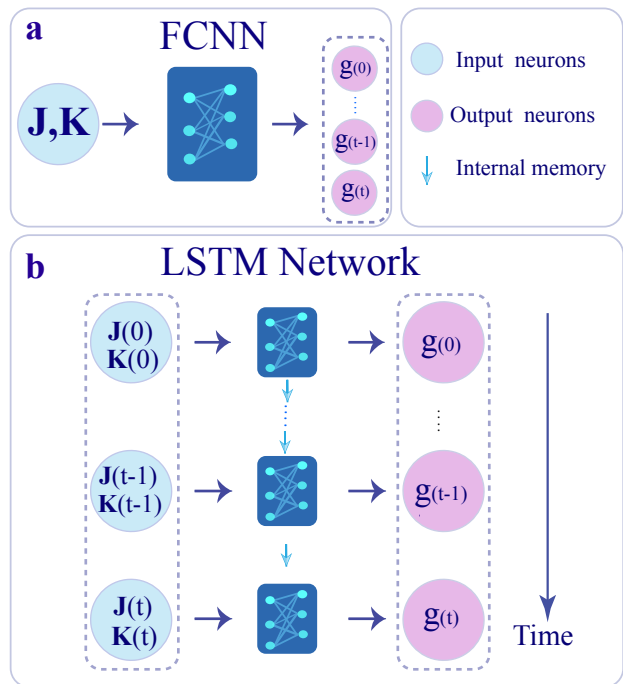 a
FCNN
J,K
g(0)
g(t-1)
g(t)
Input neurons
Output neurons
Internal memory
b
LSTM Network
J(0)
K(0)
g(0)
J(t-1)
K(t-1)
g(t-1)
J(t)
K(t)
g(t)
Time